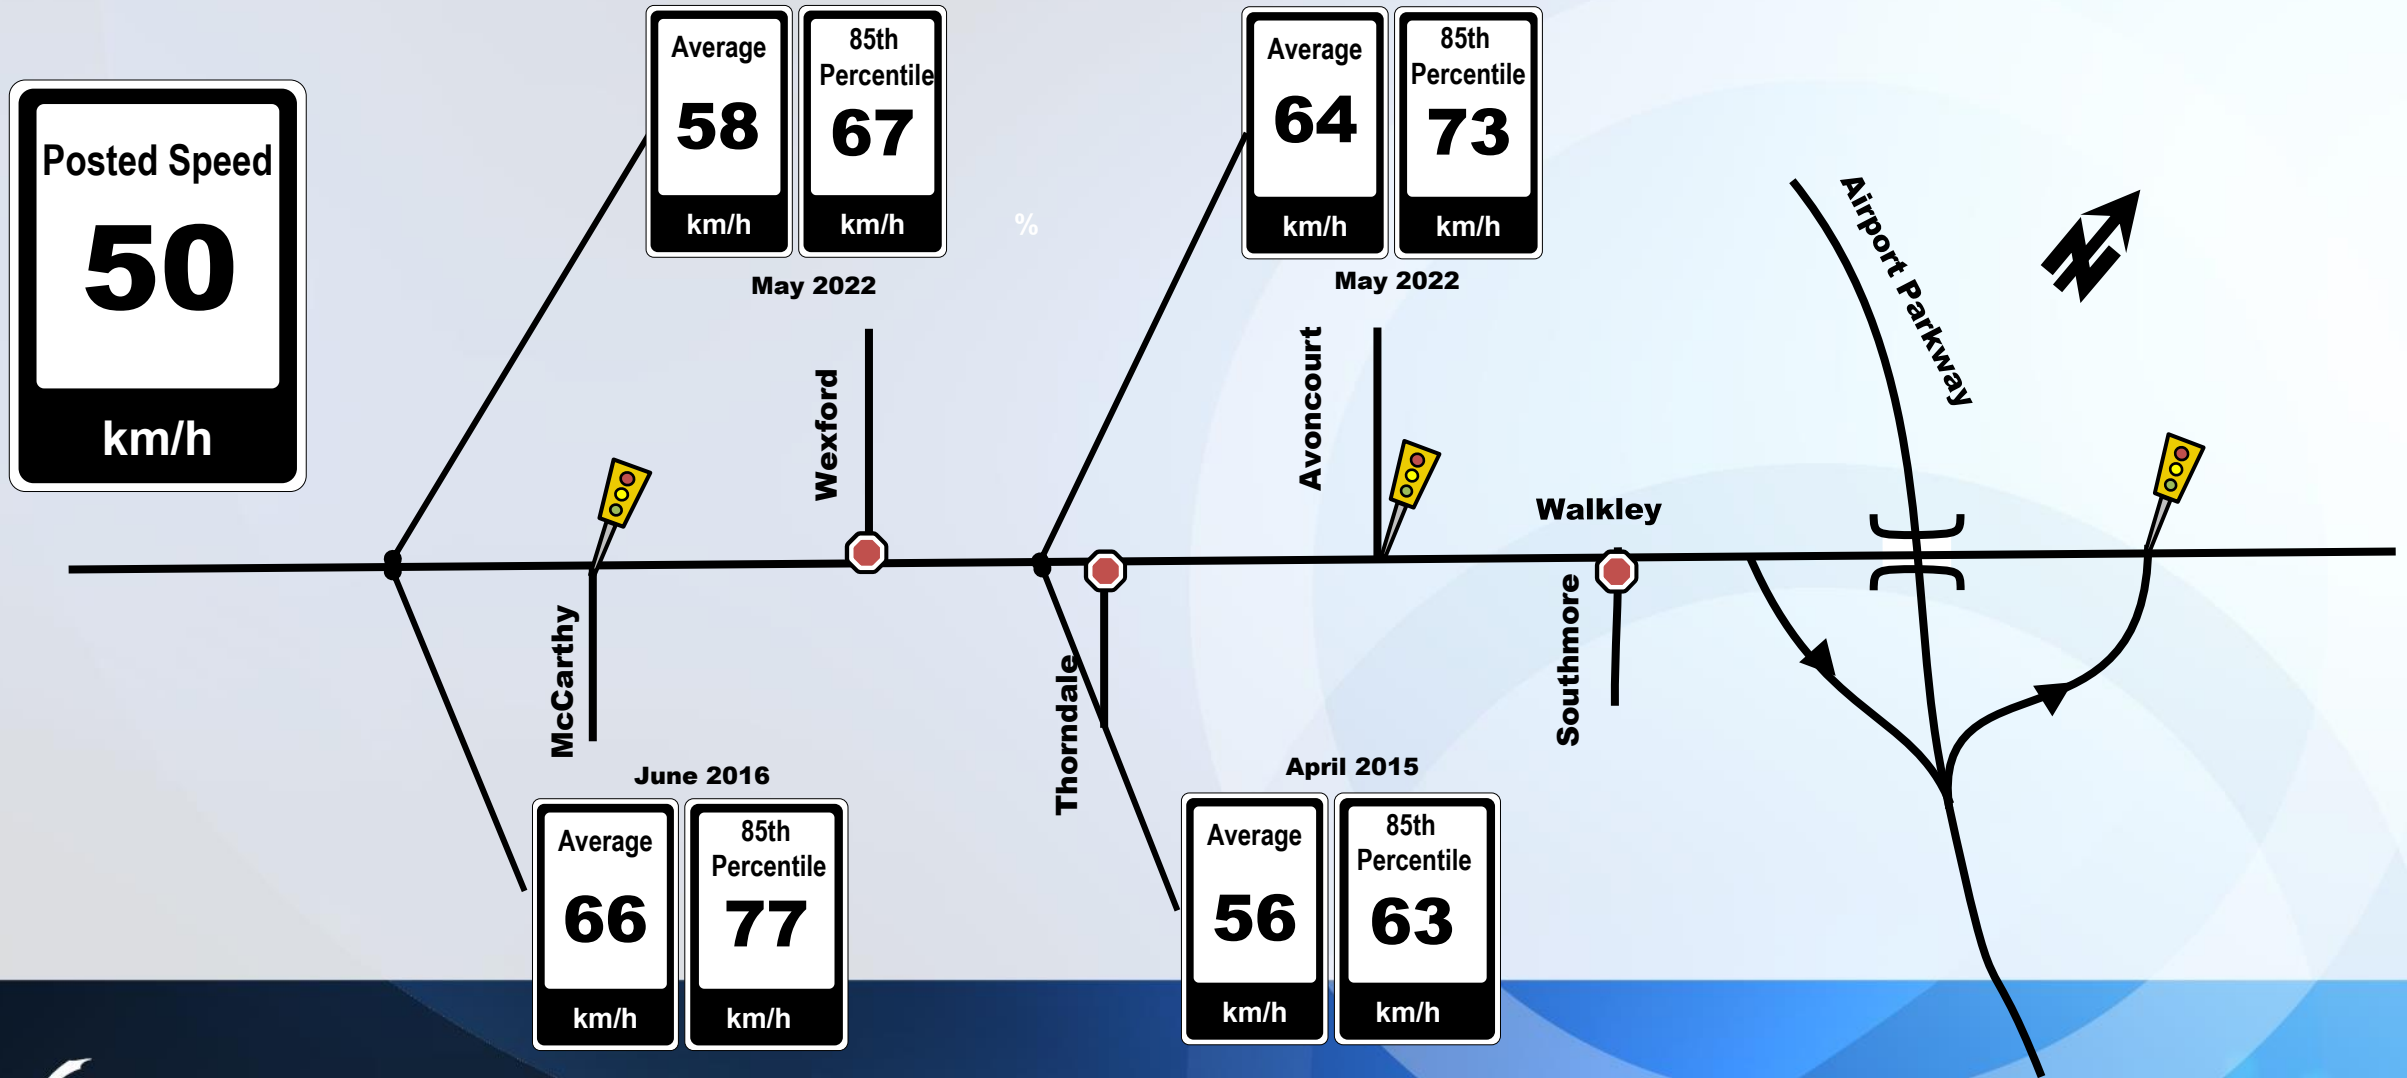 Posted Speed
50
km/h
Average
58
km/h
85th
Percentile
67
km/h
May 2022
%
Average
64
km/h
85th
Percentile
73
km/h
May 2022
Airport Parkway
N
Wexford
Avoncourt
Walkley
McCarthy
Thorndale
Southmore
June 2016
Average
66
km/h
85th
Percentile
77
km/h
April 2015
Average
56
km/h
85th
Percentile
63
km/h